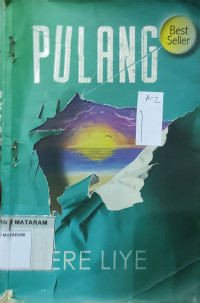 PULANG
Best
Seller
A-2
MATARAM
MATARAM
ERE LIYE